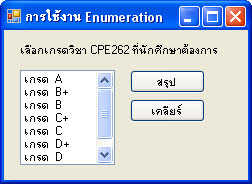 การใช้งาน Enumeration
เลือกเกรดวิชา CPE262 ที่นักศึกษาต้องการ
เกรด A
เกรด B+
เกรด B
เกรด C+
เกรด C
เกรด D+
เกรด D
สรุป
เคลียร์